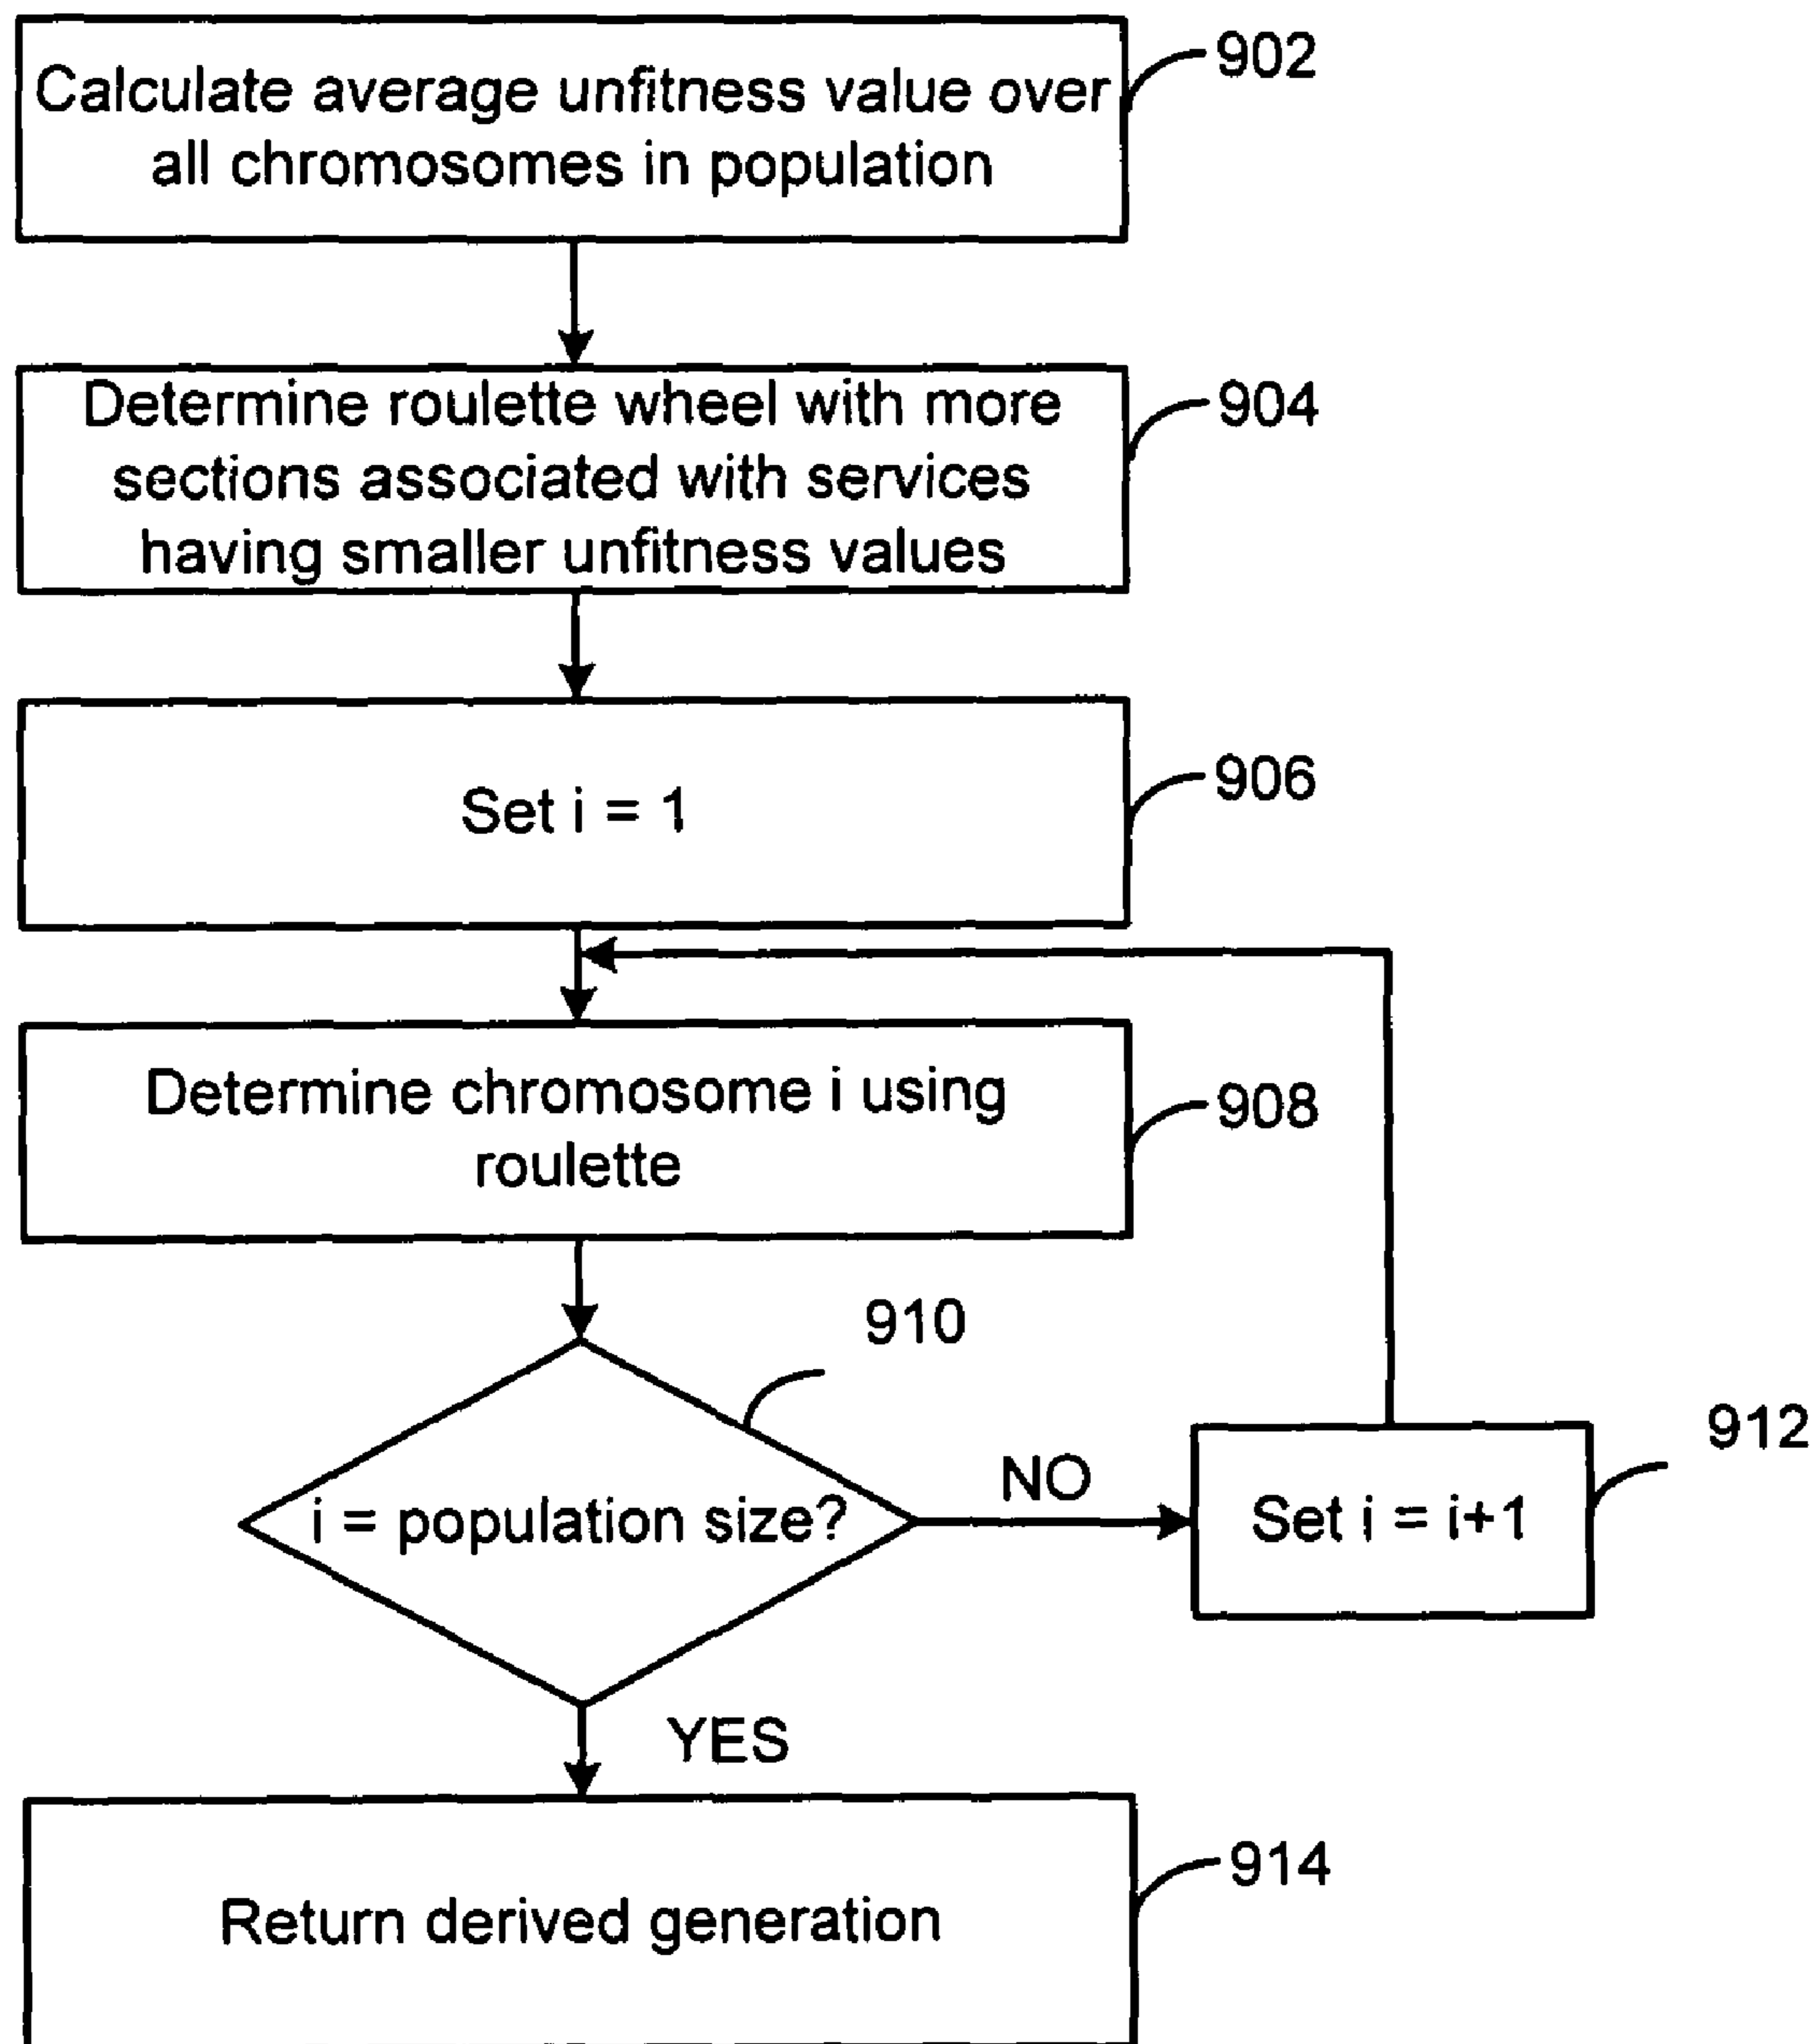 Calculate average unfitness value over
all chromosomes in population
902
Determine roulette wheel with more
sections associated with services
having smaller unfitness values
904
Set i = 1
906
Determine chromosome i using
roulette
908
910
i = population size?
NO
Set i = i+1
912
YES
Return derived generation
914